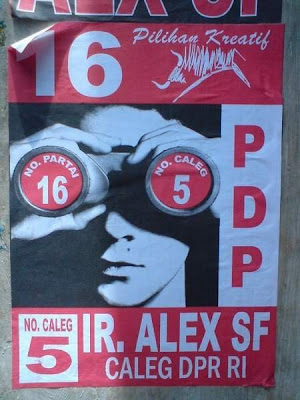 ALEX SF
16
Pilihan Kreatif
NO. PARTAI
16
NO. CALEG
5
P
D
P
NO. CALEG
5
IR. ALEX SF
CALEG DPR RI